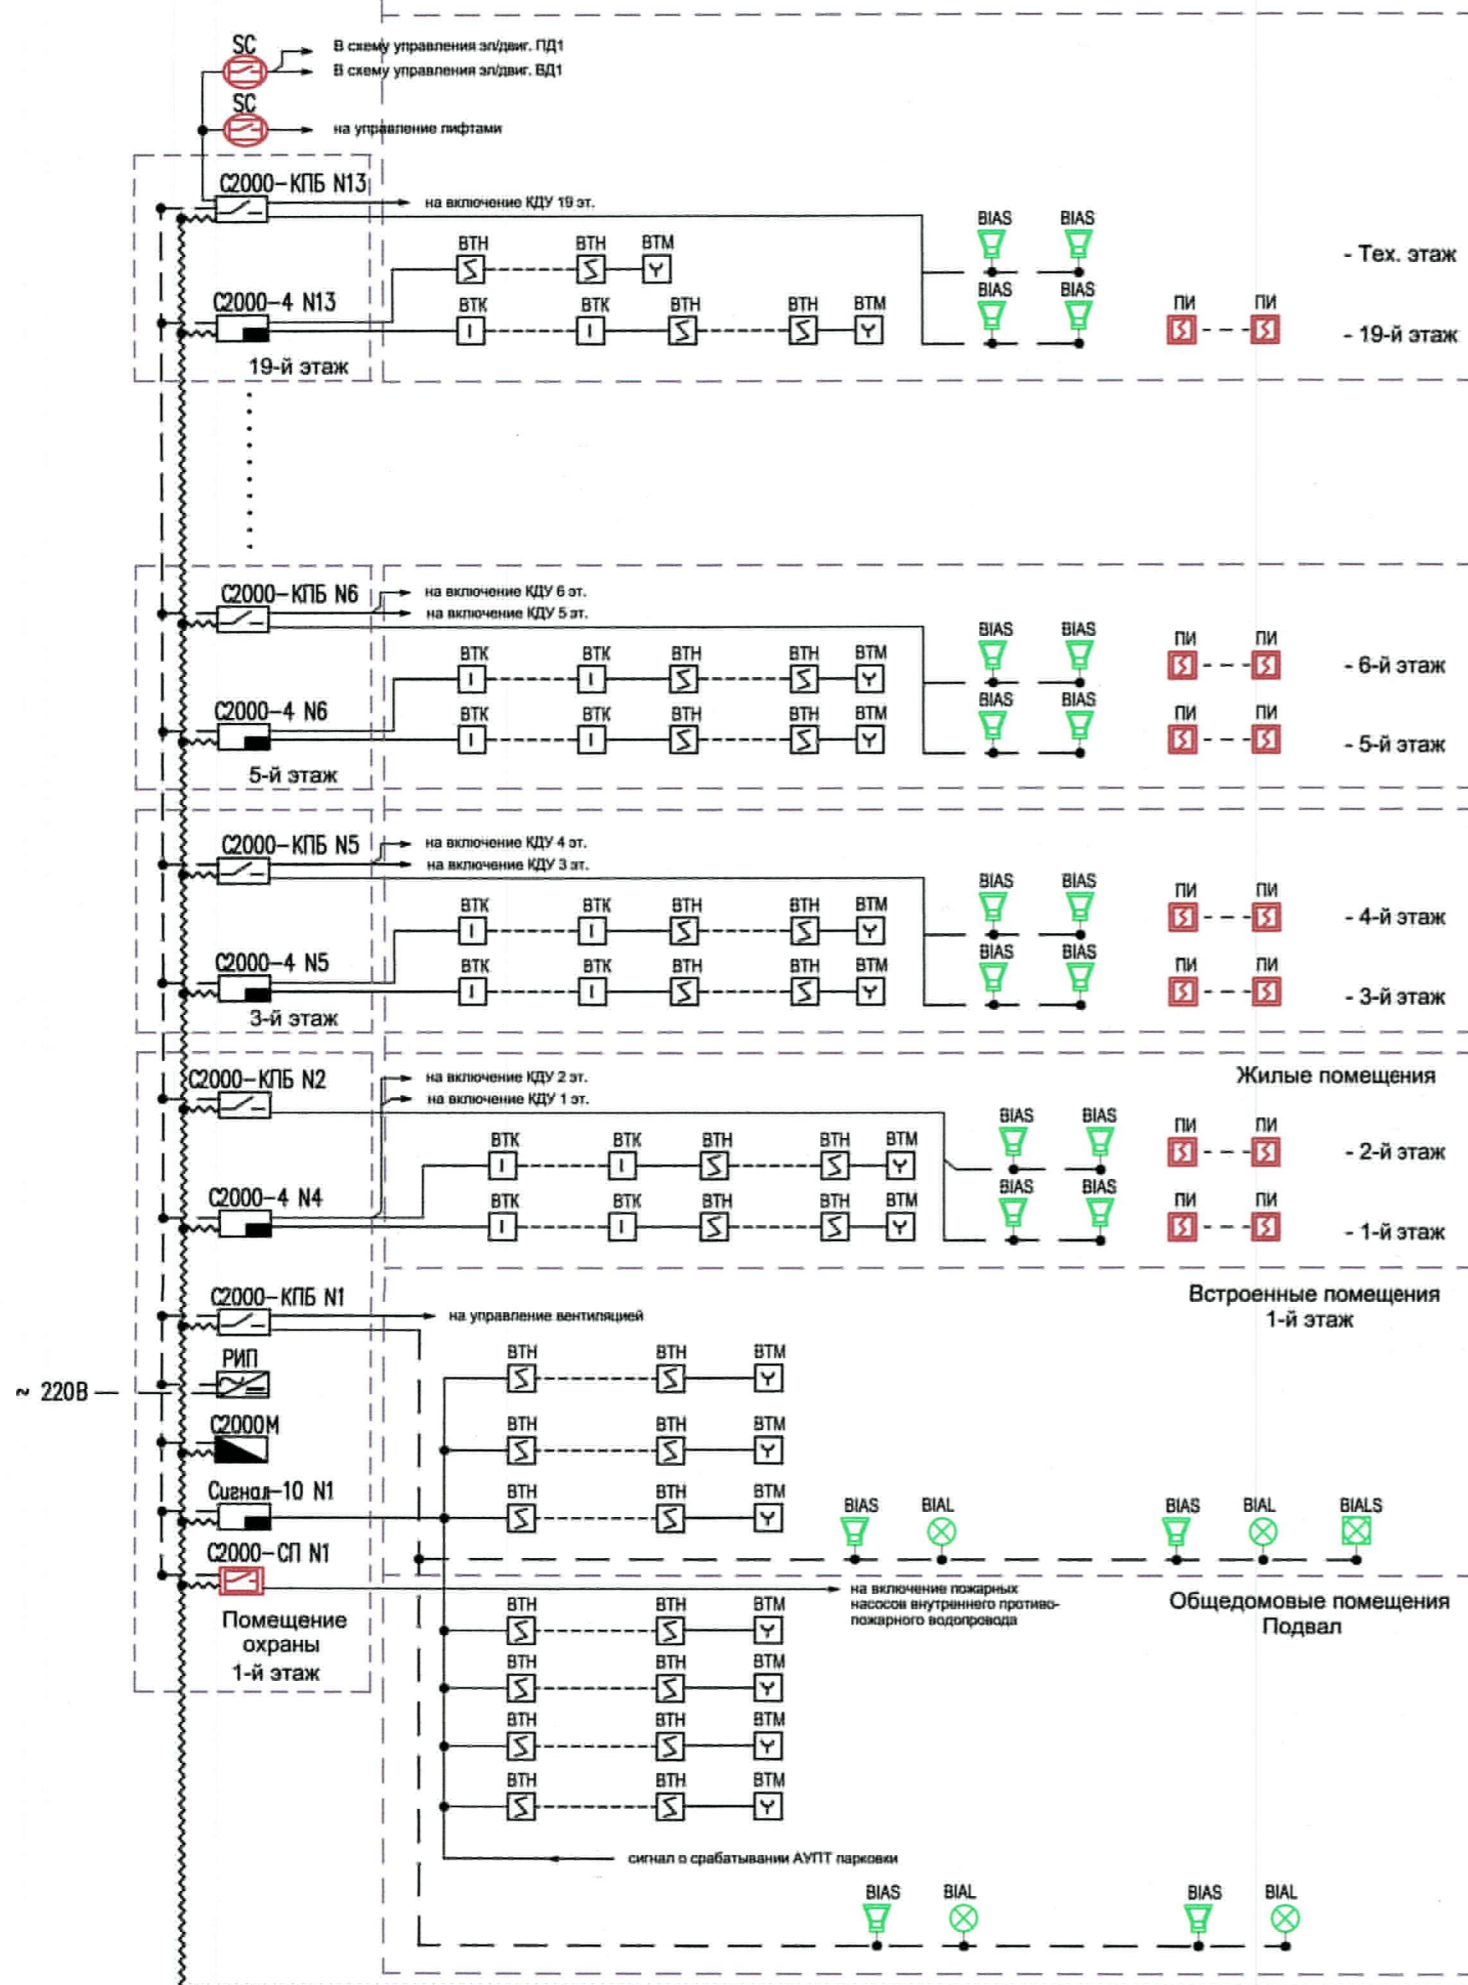 SC
В схему управления эл/двиг. ПД1
В схему управления эл/двиг. ВД1
SC
на управление лифтами
С2000-КПБ N13
на включение КДУ 19 эт.
BIAS BIAS
ВТН ВТН ВТМ
- Тех. этаж
С2000-4 N13
ВТК ВТК ВТН ВТН ВТМ
BIAS BIAS
ПИ ПИ
- 19-й этаж
19-й этаж
С2000-КПБ N6
на включение КДУ 6 эт.
на включение КДУ 5 эт.
BIAS BIAS
ВТК ВТК ВТН ВТН ВТМ
ПИ ПИ
- 6-й этаж
С2000-4 N6
ВТК ВТК ВТН ВТН ВТМ
BIAS BIAS
ПИ ПИ
- 5-й этаж
5-й этаж
С2000-КПБ N5
на включение КДУ 4 эт.
на включение КДУ 3 эт.
BIAS BIAS
ВТК ВТК ВТН ВТН ВТМ
ПИ ПИ
- 4-й этаж
С2000-4 N5
ВТК ВТК ВТН ВТН ВТМ
BIAS BIAS
ПИ ПИ
- 3-й этаж
3-й этаж
С2000-КПБ N2
на включение КДУ 2 эт.
на включение КДУ 1 эт.
Жилые помещения
BIAS BIAS
ВТК ВТК ВТН ВТН ВТМ
ПИ ПИ
- 2-й этаж
С2000-4 N4
ВТК ВТК ВТН ВТН ВТМ
BIAS BIAS
ПИ ПИ
- 1-й этаж
С2000-КПБ N1
на управление вентиляцией
Встроенные помещения
1-й этаж
РИП
ВТН ВТН ВТМ
~ 220В
С2000М
ВТН ВТН ВТМ
Сигнал-10 N1
ВТН ВТН ВТМ
BIAS BIAL BIAS BIAL BIALS
С2000-СП N1
на включение пожарных
насосов внутреннего противо-
пожарного водопровода
Общедомовые помещения
Подвал
Помещение
охраны
1-й этаж
ВТН ВТН ВТМ
ВТН ВТН ВТМ
ВТН ВТН ВТМ
ВТН ВТН ВТМ
сигнал о срабатывании АУПТ парковки
BIAS BIAL BIAS BIAL